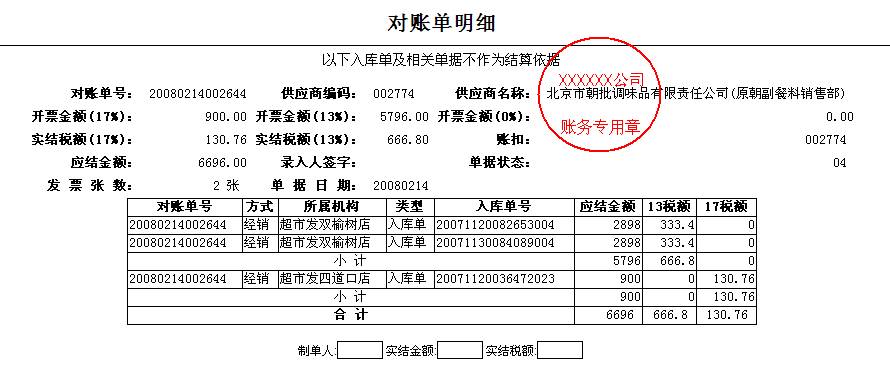 对账单明细
以下入库单及相关单据不作为结算依据
XXXXXX公司
账务专用章
对账单号: 20080214002644 供应商编码: 002774 供应商名称: 北京市朝批调味品有限责任公司(原朝副餐料销售部)
开票金额(17%): 900.00 开票金额(13%): 5796.00 开票金额(0%): 0.00
实结税额(17%): 130.76 实结税额(13%): 666.80 账扣: 002774
应结金额: 6696.00 录入人签字: 单据状态: 04
发票张数: 2 张 单据日期: 20080214
对账单号 方式 所属机构 类型 入库单号 应结金额 13税额 17税额
20080214002644 经销 超市发双榆树店 入库单 20071120082653004 2898 333.4 0
20080214002644 经销 超市发双榆树店 入库单 20071130084089004 2898 333.4 0
小 计 5796 666.8 0
20080214002644 经销 超市发四道口店 入库单 20071120036472023 900 0 130.76
小 计 900 0 130.76
合 计 6696 666.8 130.76
制单人: 实结金额: 实结税额: